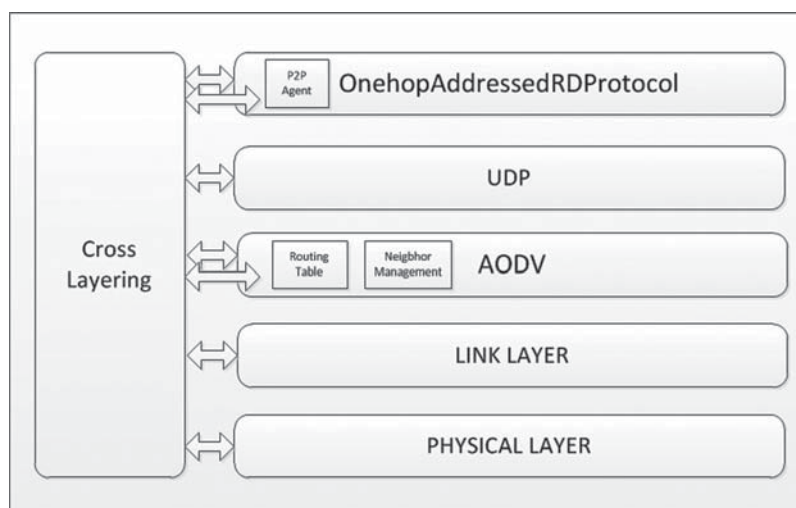 P2P
Agent
OnehopAddressedRDProtocol
UDP
Cross
Layering
Routing
Table
Neigbhor
Management
AODV
LINK LAYER
PHYSICAL LAYER